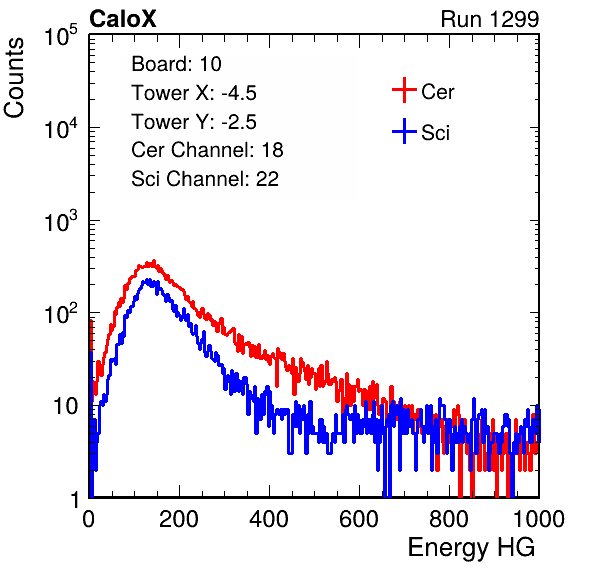 CaloX Run 1299
Counts
10^5
10^4
10^3
10^2
10
1
Board: 10
Tower X: -4.5
Tower Y: -2.5
Cer Channel: 18
Sci Channel: 22
Cer
Sci
0 200 400 600 800 1000
Energy HG